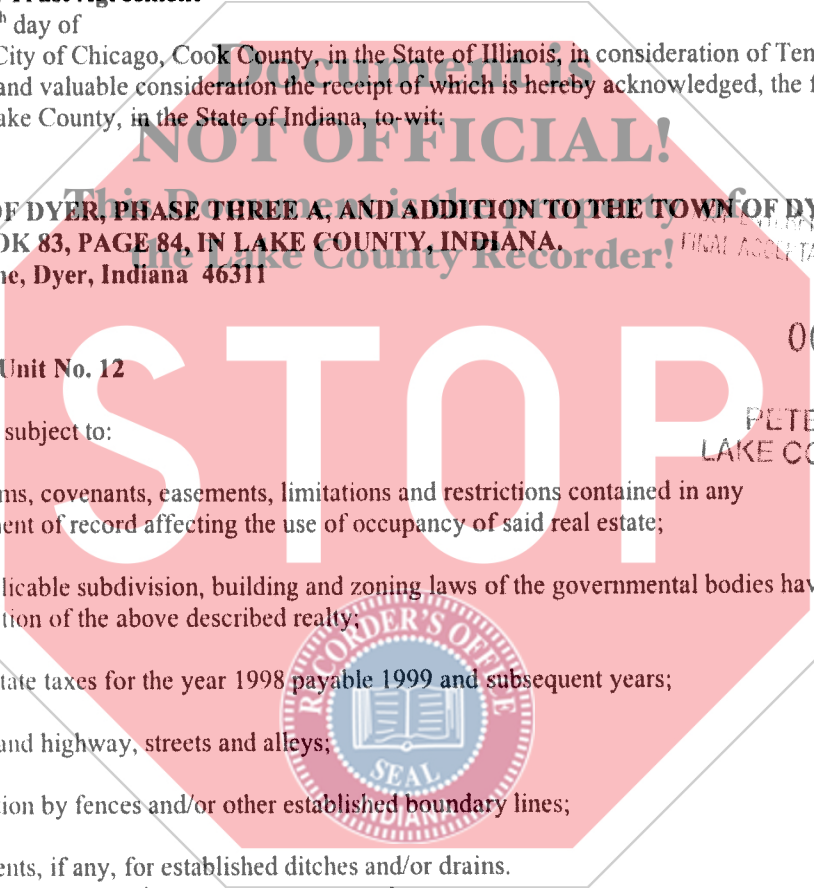 Trust Agreement
th day of
City of Chicago, Cook County, in the State of Illinois, in consideration of Ten
and valuable consideration the receipt of which is hereby acknowledged, the f
ake County, in the State of Indiana, to-wit:
Document is
NOT OFFICIAL!
This Document is the property of
the Lake County Recorder!
OF DYER, PHASE THREE A, AND ADDITION TO THE TOWN OF DY
OK 83, PAGE 84, IN LAKE COUNTY, INDIANA.
ne, Dyer, Indiana 46311
FINAL ACCEPTA
00
Unit No. 12
STOP
PETE
LAKE CO
subject to:
ms, covenants, easements, limitations and restrictions contained in any
ent of record affecting the use of occupancy of said real estate;
licable subdivision, building and zoning laws of the governmental bodies hav
tion of the above described realty;
tate taxes for the year 1998 payable 1999 and subsequent years;
and highway, streets and alleys;
tion by fences and/or other established boundary lines;
ents, if any, for established ditches and/or drains.
RECORDER'S OFFICE
SEAL
INDIANA